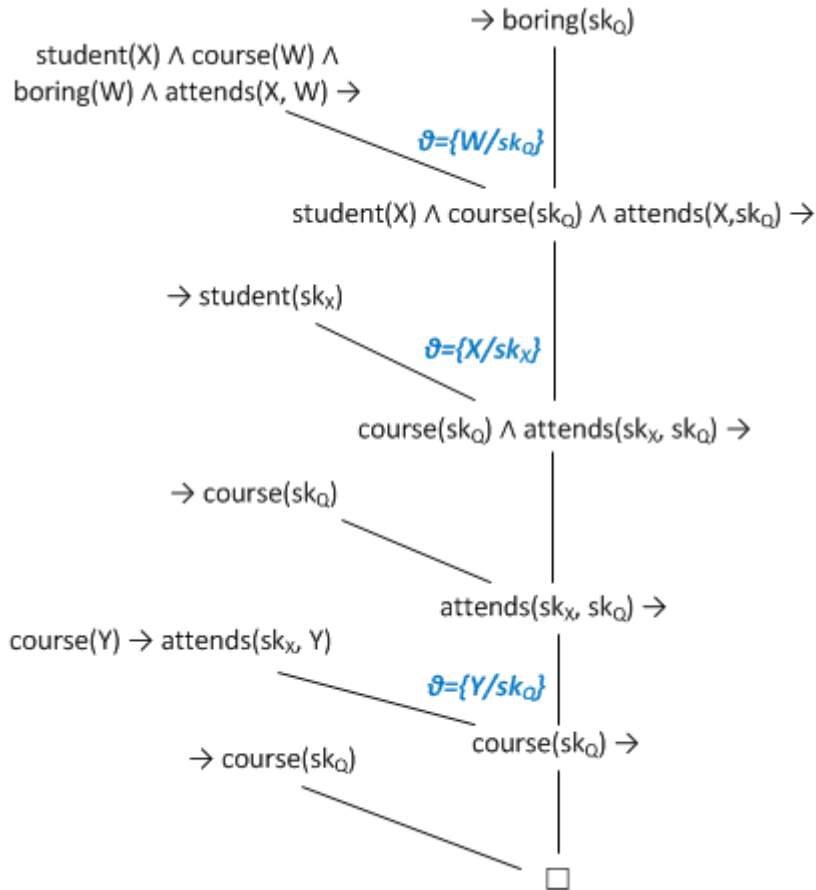 → boring(skQ)
student(X) ∧ course(W) ∧
boring(W) ∧ attends(X, W) →
ϑ={W/skQ}
student(X) ∧ course(skQ) ∧ attends(X,skQ) →
→ student(skX)
ϑ={X/skX}
course(skQ) ∧ attends(skX, skQ) →
→ course(skQ)
attends(skX, skQ) →
course(Y) → attends(skX, Y)
ϑ={Y/skQ}
course(skQ) →
→ course(skQ)
□